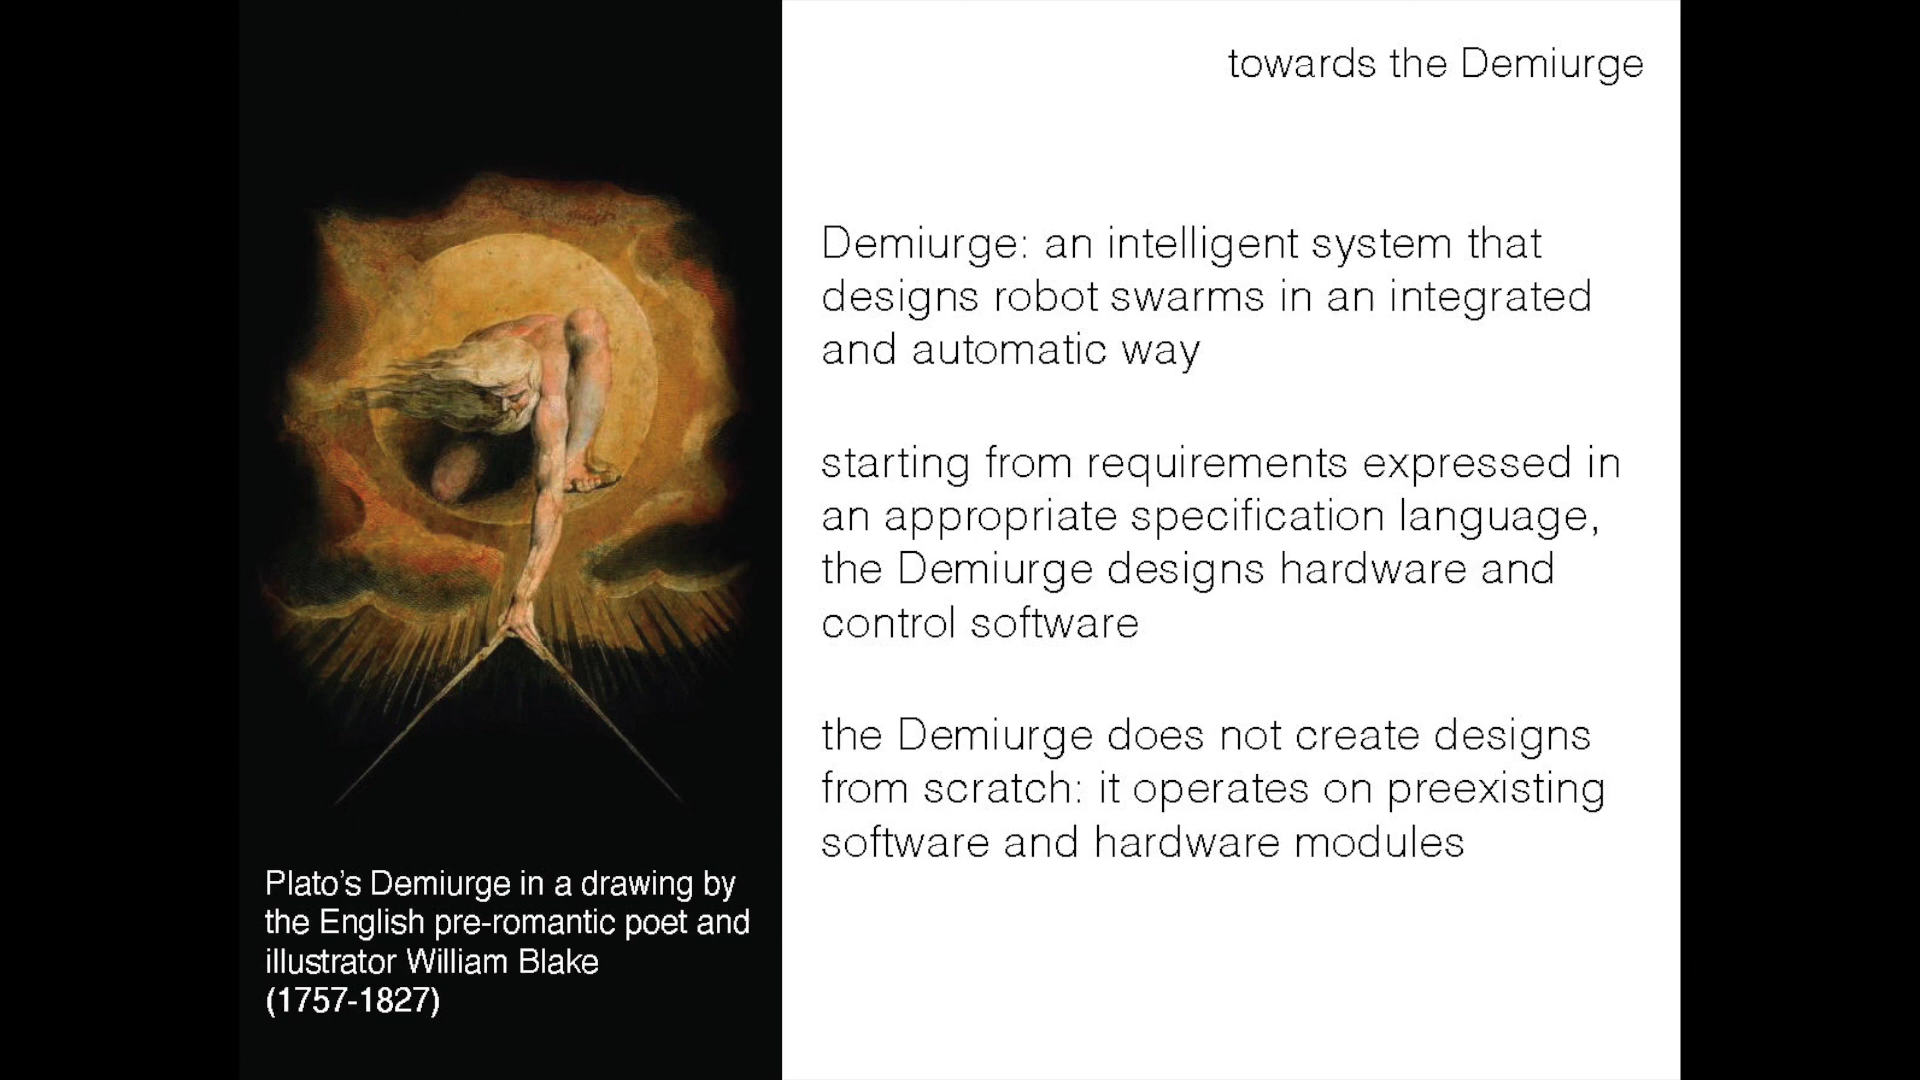 towards the Demiurge
Demiurge: an intelligent system that
designs robot swarms in an integrated
and automatic way
starting from requirements expressed in
an appropriate specification language,
the Demiurge designs hardware and
control software
the Demiurge does not create designs
from scratch: it operates on preexisting
software and hardware modules
Plato’s Demiurge in a drawing by
the English pre-romantic poet and
illustrator William Blake
(1757-1827)